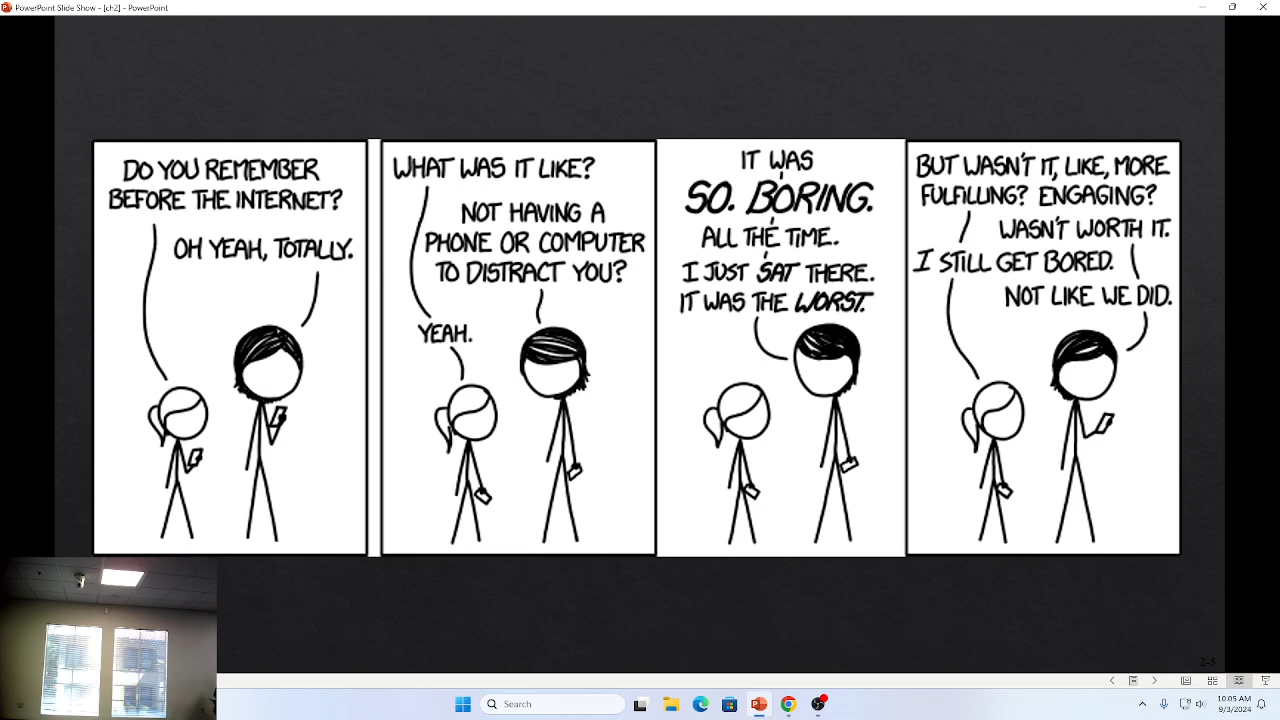 PowerPoint Slide Show - [ch2] - PowerPoint
DO YOU REMEMBER
BEFORE THE INTERNET?
OH YEAH, TOTALLY.
WHAT WAS IT LIKE?
NOT HAVING A
PHONE OR COMPUTER
TO DISTRACT YOU?
YEAH.
IT WAS
SO. BORING.
ALL THE TIME.
I JUST SAT THERE.
IT WAS THE WORST.
BUT WASN'T IT, LIKE, MORE
FULFILLING? ENGAGING?
WASN'T WORTH IT.
I STILL GET BORED.
NOT LIKE WE DID.
2-5
Search
10:05 AM
9/3/2024